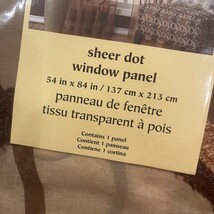 sheer dot
window panel
54 in x 84 in / 137 cm x 213 cm
panneau de fenêtre
tissu transparent à pois
Contains 1 panel
Contient 1 panneau
Contiene 1 cortina